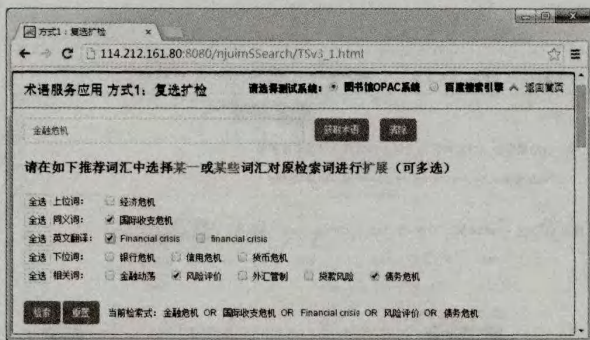 方式1：复选扩检
114.212.161.80:8080/njuimSSearch/TSv3_1.html
术语服务应用 方式1：复选扩检 请选择测试系统： 图书馆OPAC系统 百度搜索引擎 返回首页
金融危机 获取术语 清除
请在如下推荐词汇中选择某一或某些词汇对原检索词进行扩展（可多选）
全选 上位词： 经济危机
全选 同义词： 国际收支危机
全选 英文翻译： Financial crisis financial crisis
全选 下位词： 银行危机 信用危机 货币危机
全选 相关词： 金融动荡 风险评价 外汇管制 贷款风险 债务危机
检索 重置 当前检索式： 金融危机 OR 国际收支危机 OR Financial crisis OR 风险评价 OR 债务危机